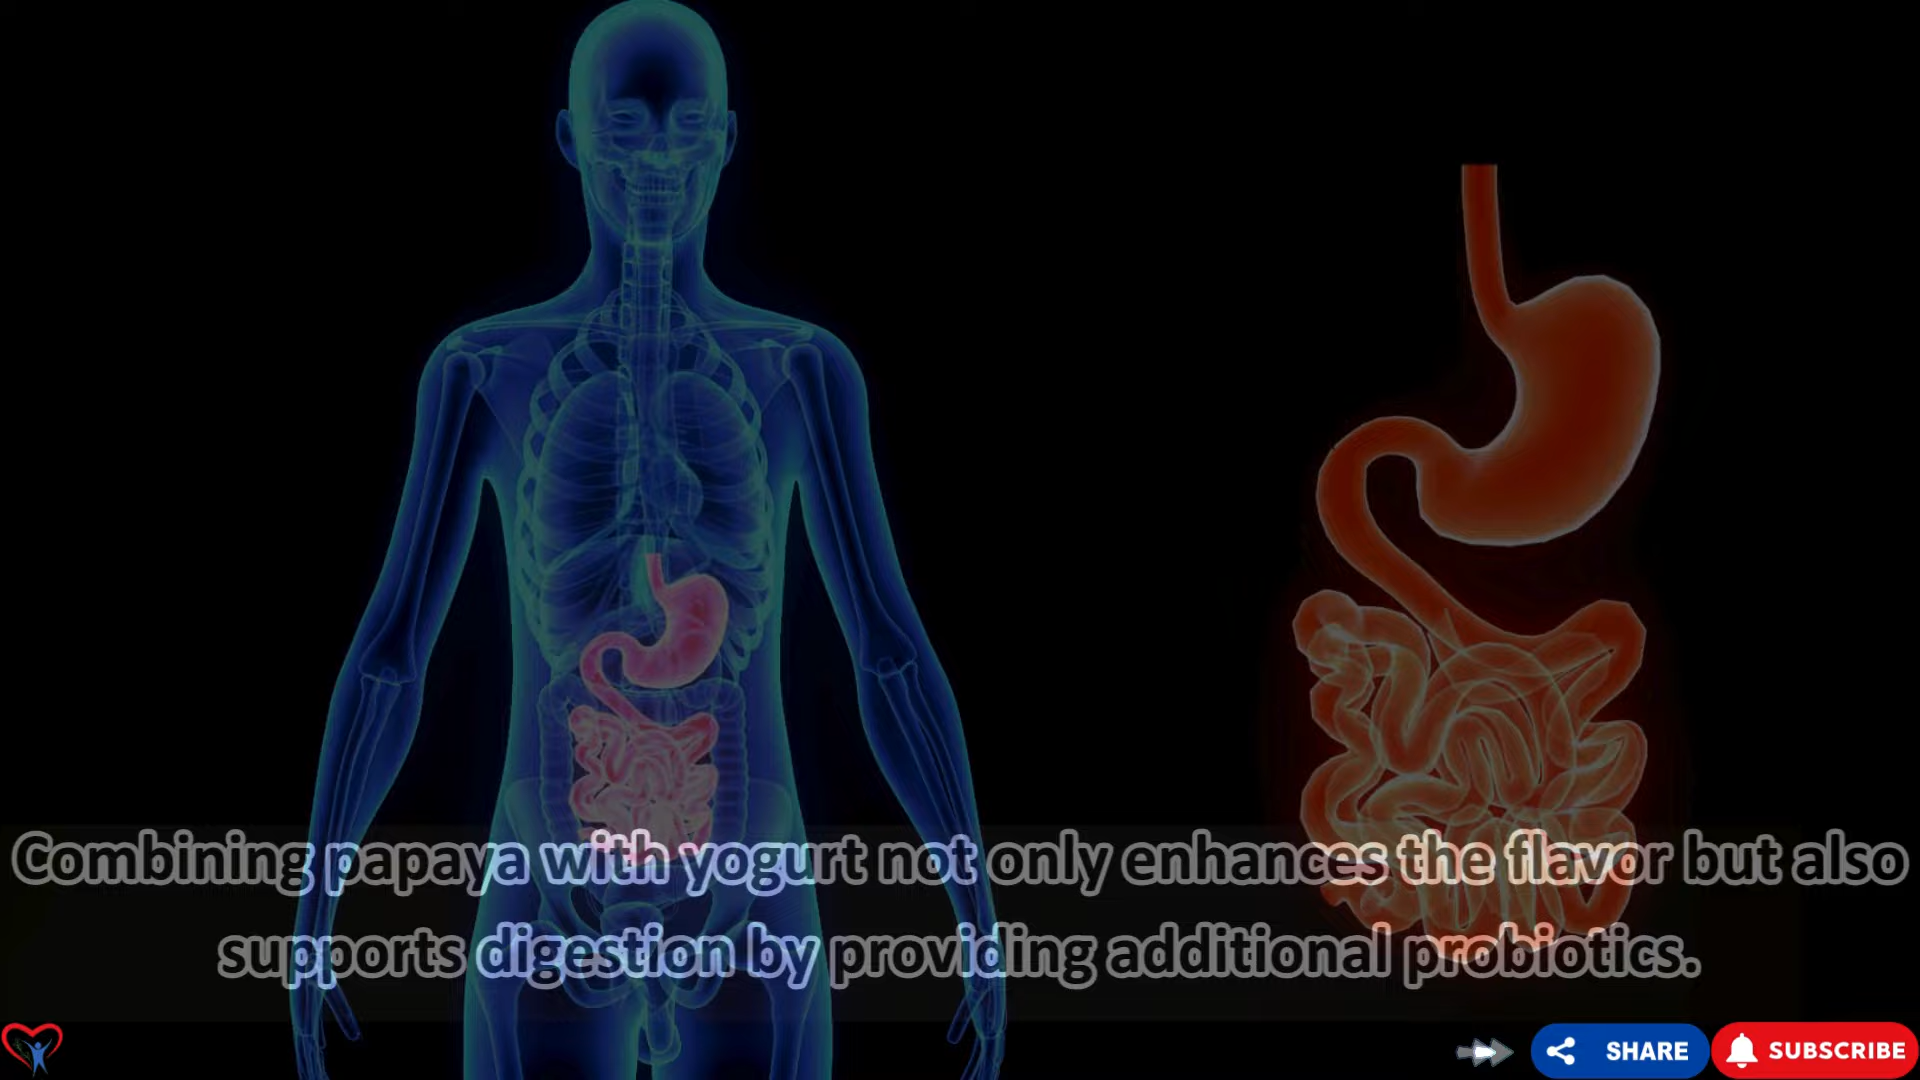 Combining papaya with yogurt not only enhances the flavor but also
supports digestion by providing additional probiotics.
SHARE
SUBSCRIBE